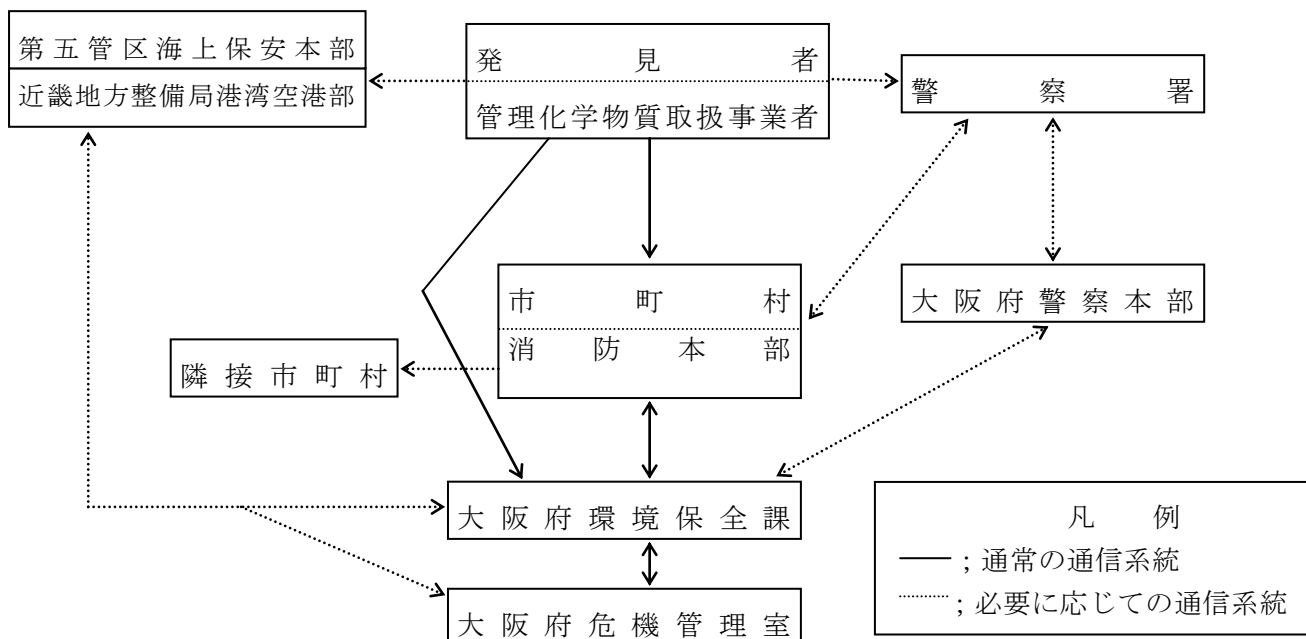 第五管区海上保安本部
近畿地方整備局港湾空港部
発見者
管理化学物質取扱事業者
警察署
市町村
消防本部
大阪府警察本部
隣接市町村
大阪府環境保全課
大阪府危機管理室
凡例
――；通常の通信系統
┈┈；必要に応じての通信系統